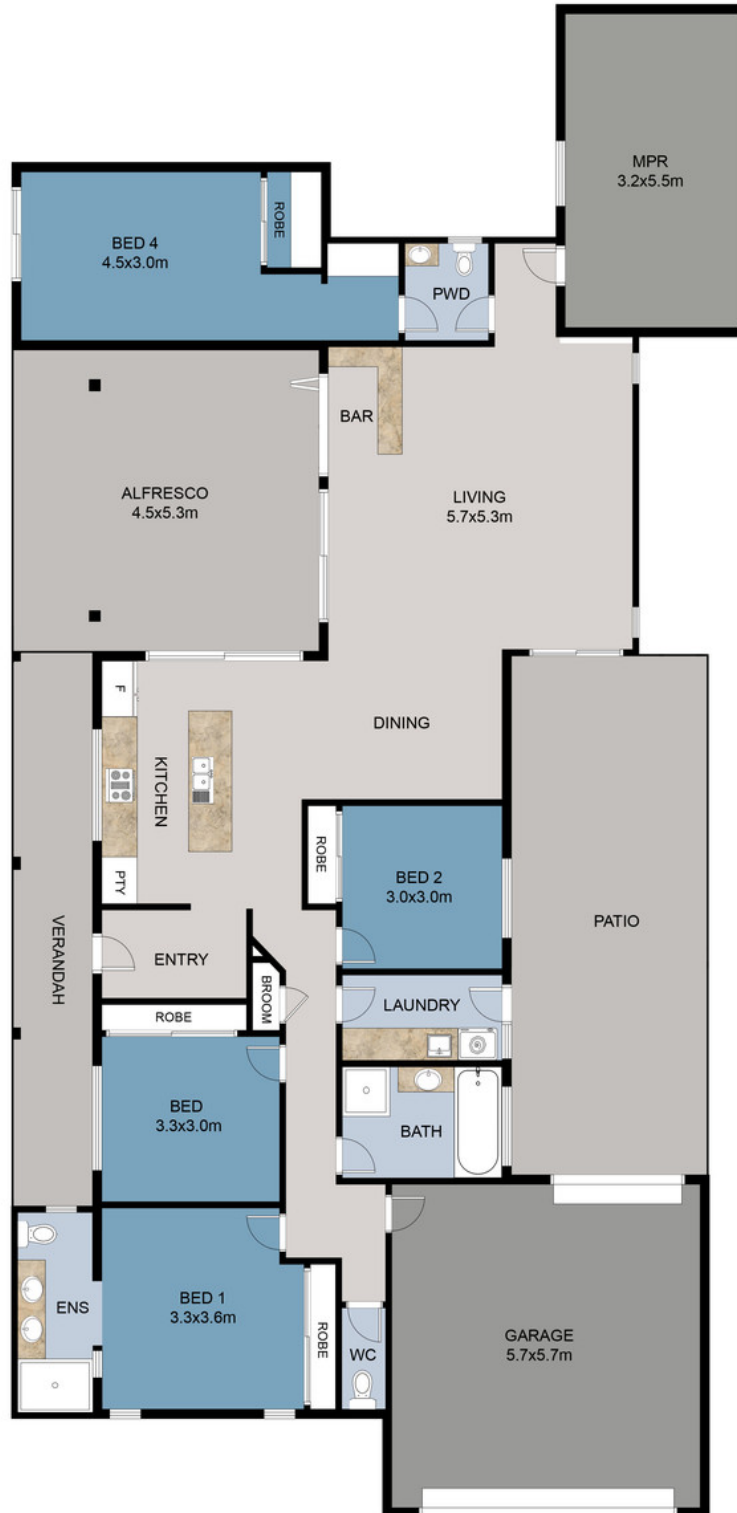 MPR
3.2x5.5m
BED 4
4.5x3.0m
ROBE
PWD
BAR
ALFRESCO
4.5x5.3m
LIVING
5.7x5.3m
F
KITCHEN
DINING
PTY
ROBE
BED 2
3.0x3.0m
VERANDAH
ENTRY
BROOM
LAUNDRY
PATIO
ROBE
BED
3.3x3.0m
BATH
ENS
BED 1
3.3x3.6m
ROBE
WC
GARAGE
5.7x5.7m